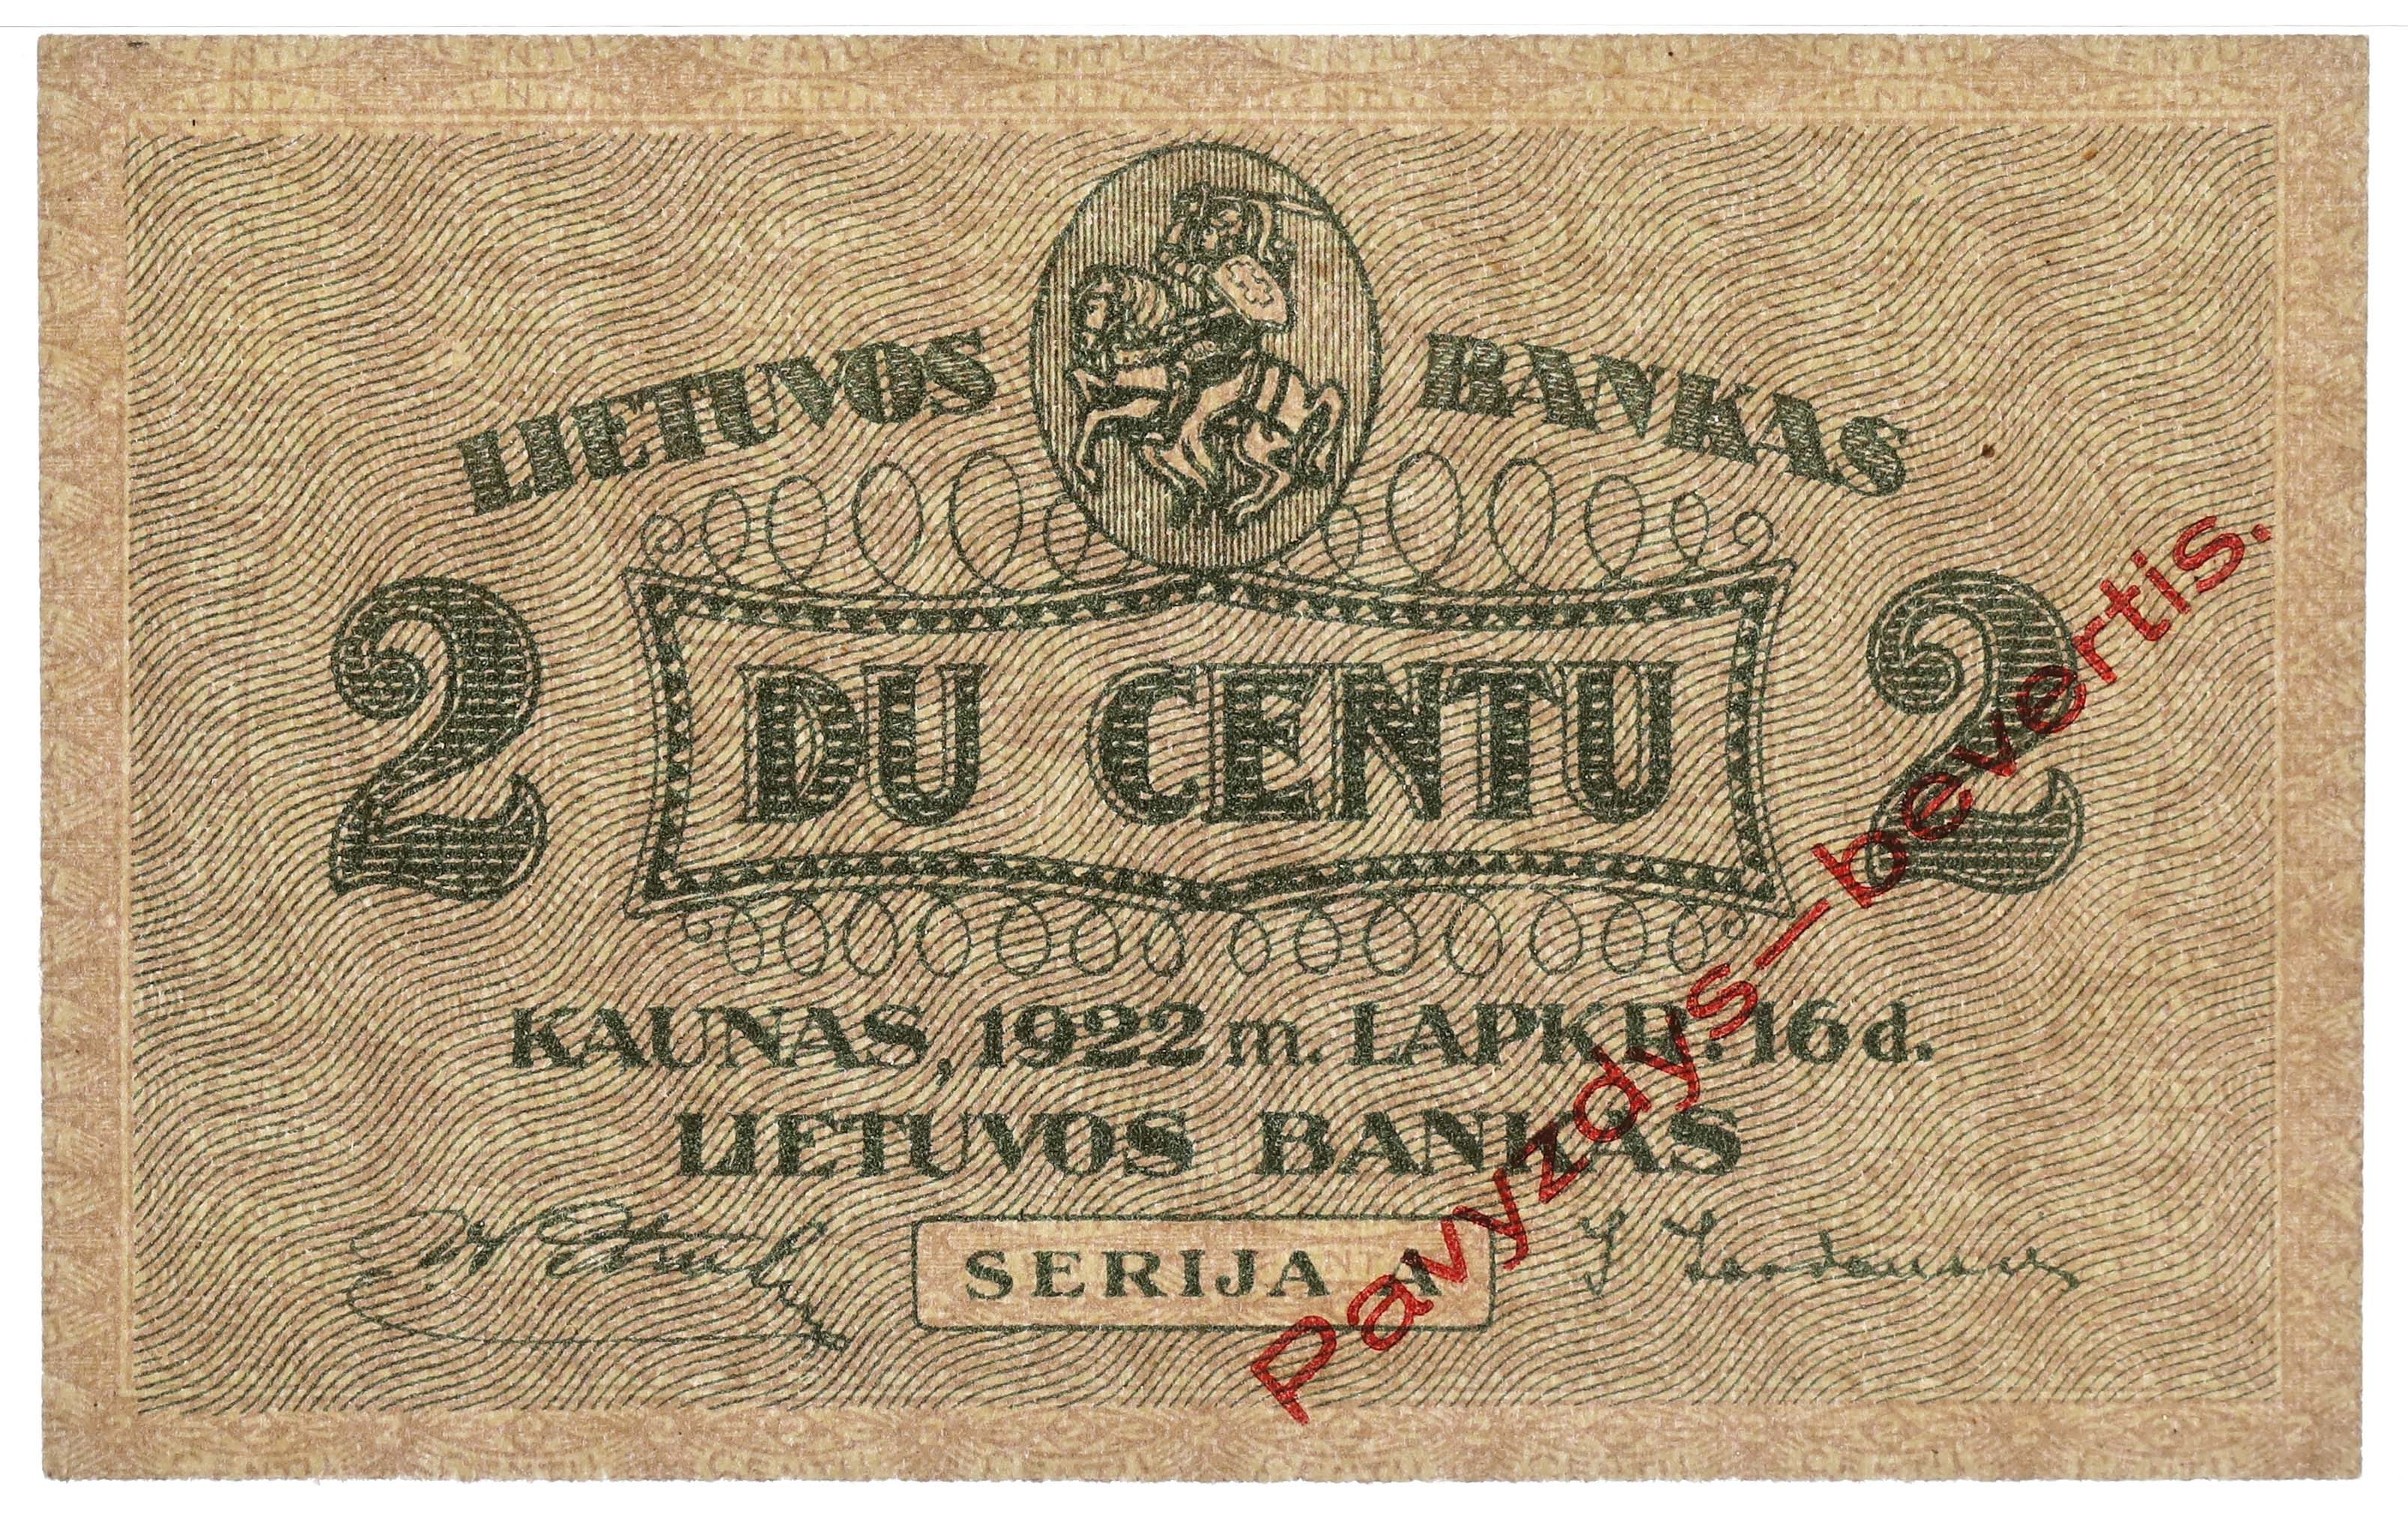 LIETUVOS BANKAS
2 DU CENTU 2
KAUNAS, 1922 m. LAPKR. 16 d.
LIETUVOS BANKAS
SERIJA A
Pavyzdys–bevertis.